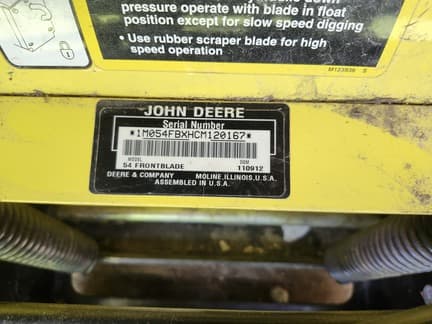 pressure operate with blade in float
position except for slow speed digging
• Use rubber scraper blade for high
speed operation
JOHN DEERE
Serial Number
*1M054FBXHCM120167*
MODEL
DOM
54 FRONTBLADE
110912
DEERE & COMPANY MOLINE, ILLINOIS, U.S.A.
ASSEMBLED IN U.S.A.